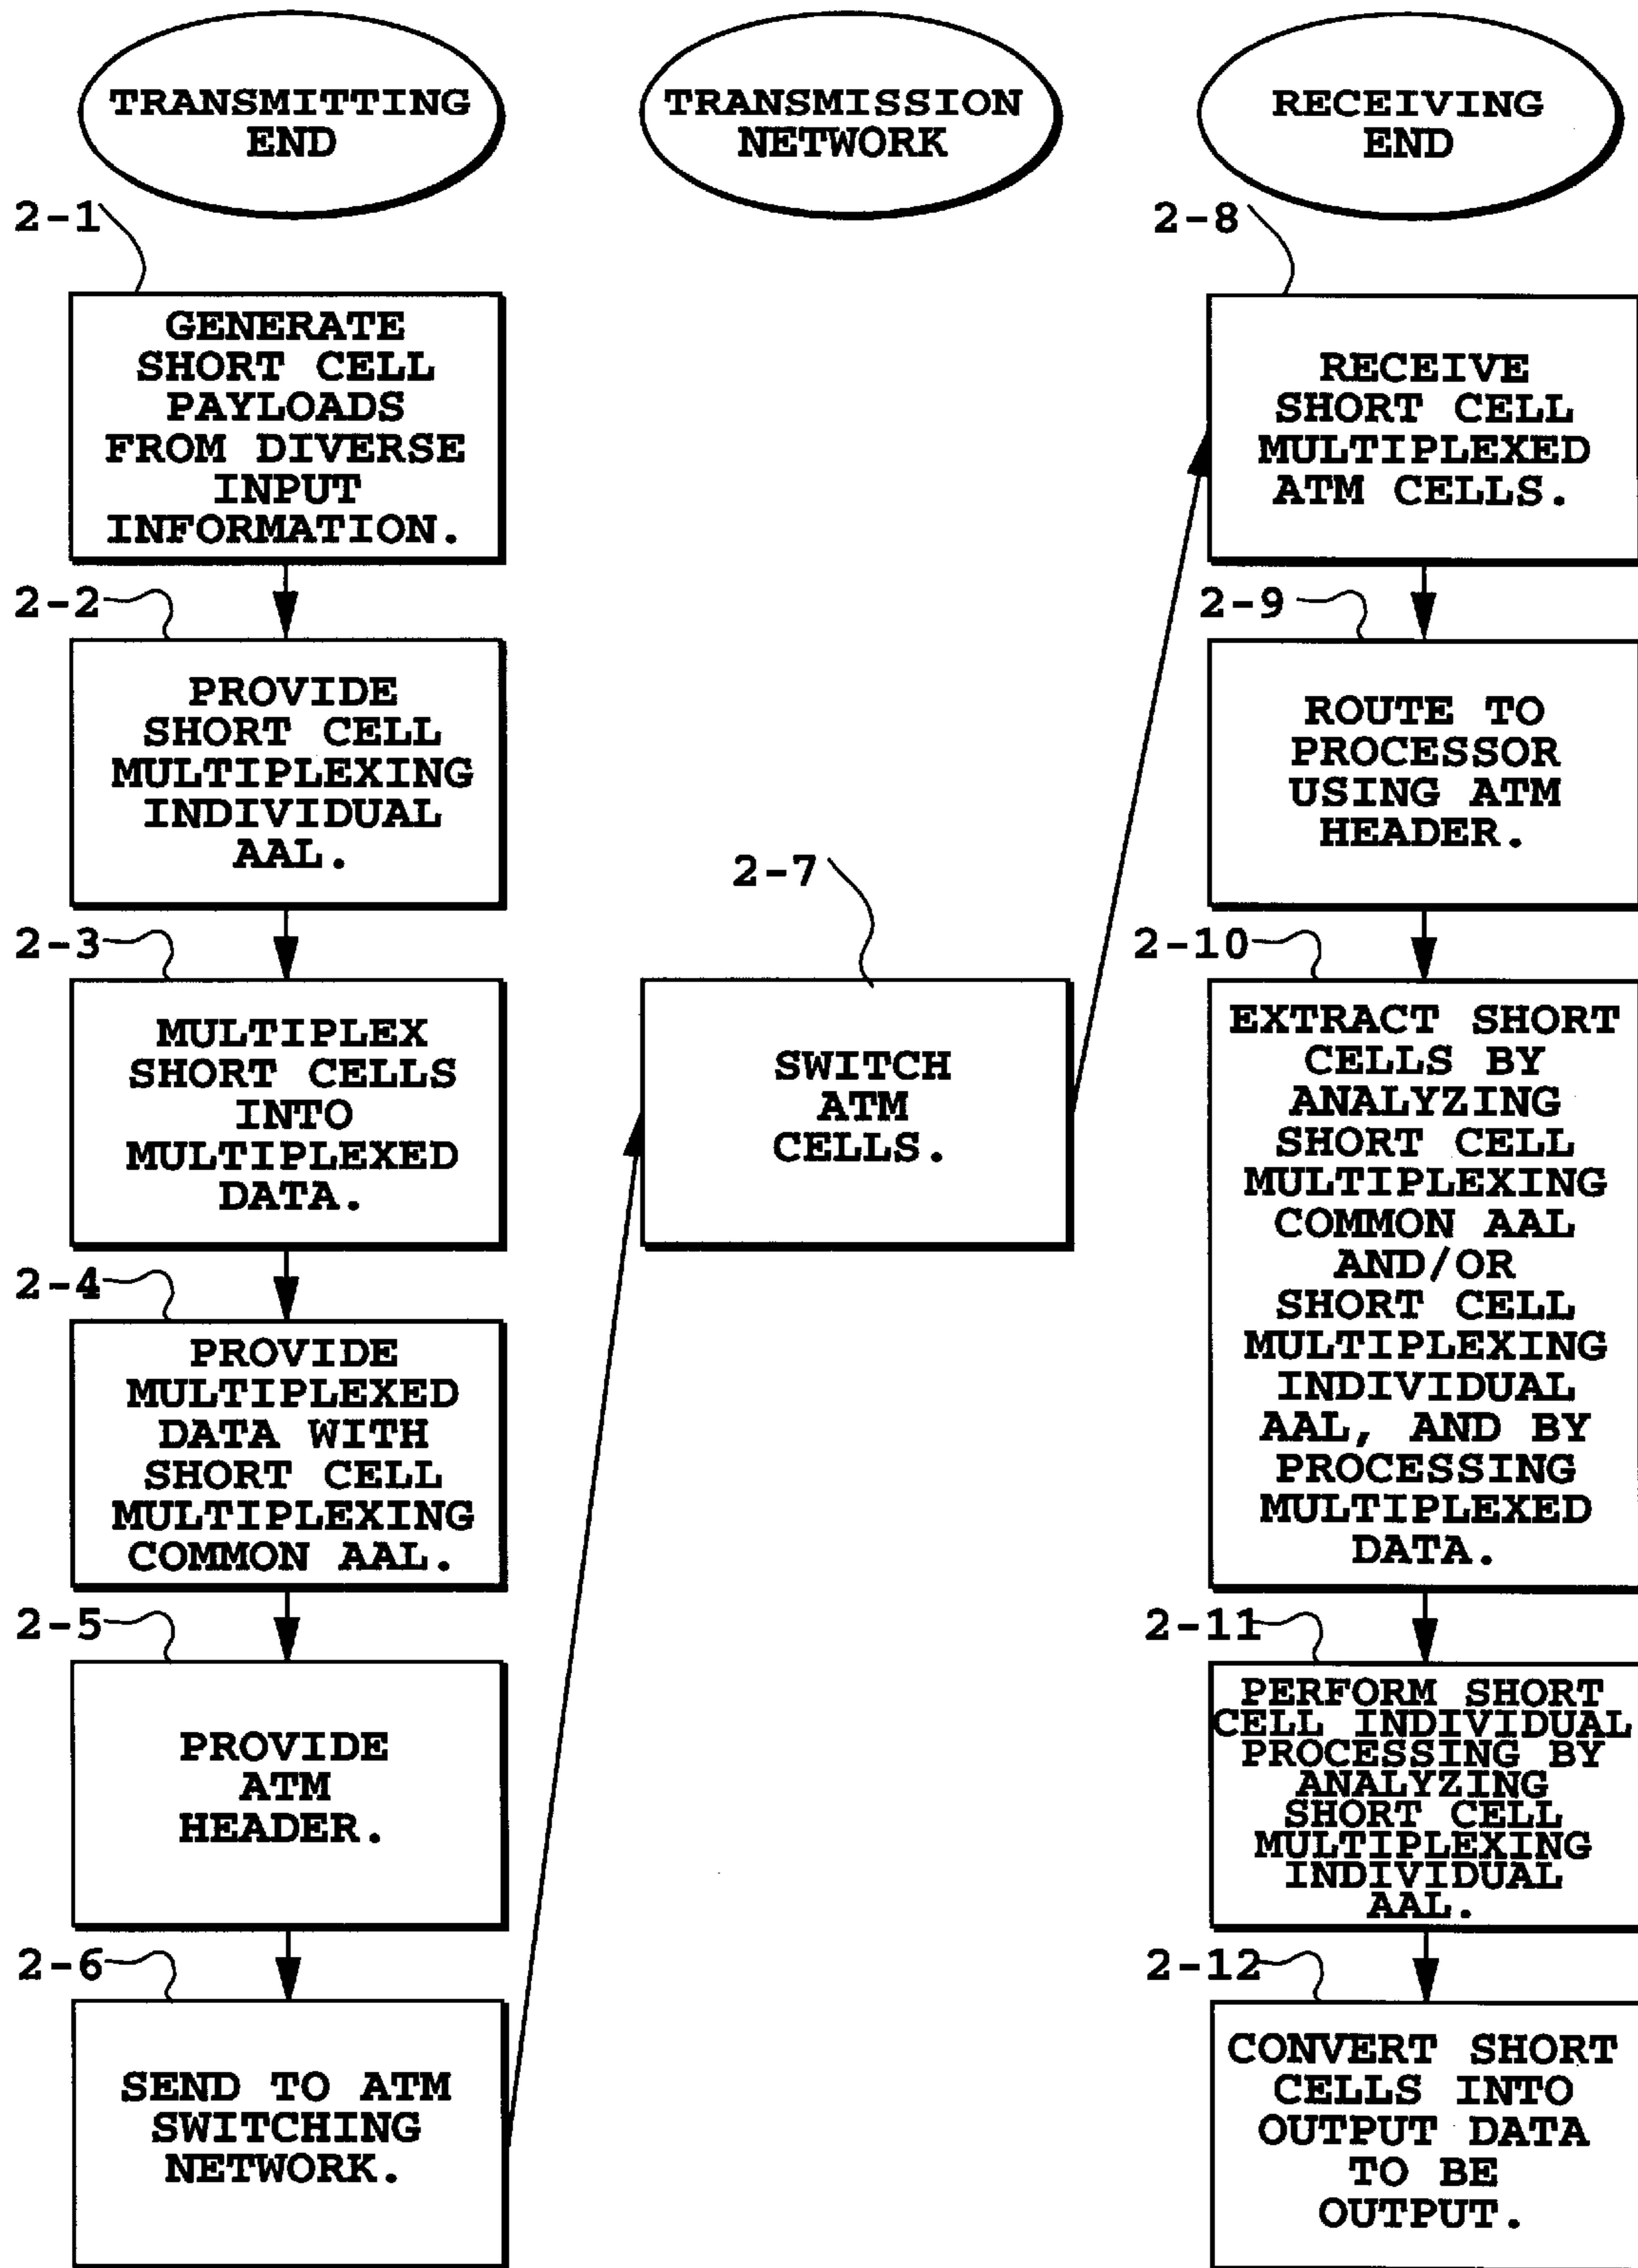 TRANSMITTING
END
2-1
GENERATE
SHORT CELL
PAYLOADS
FROM DIVERSE
INPUT
INFORMATION.
2-2
PROVIDE
SHORT CELL
MULTIPLEXING
INDIVIDUAL
AAL.
2-3
MULTIPLEX
SHORT CELLS
INTO
MULTIPLEXED
DATA.
2-4
PROVIDE
MULTIPLEXED
DATA WITH
SHORT CELL
MULTIPLEXING
COMMON AAL.
2-5
PROVIDE
ATM
HEADER.
2-6
SEND TO ATM
SWITCHING
NETWORK.
TRANSMISSION
NETWORK
2-7
SWITCH
ATM
CELLS.
RECEIVING
END
2-8
RECEIVE
SHORT CELL
MULTIPLEXED
ATM CELLS.
2-9
ROUTE TO
PROCESSOR
USING ATM
HEADER.
2-10
EXTRACT SHORT
CELLS BY
ANALYZING
SHORT CELL
MULTIPLEXING
COMMON AAL
AND/OR
SHORT CELL
MULTIPLEXING
INDIVIDUAL
AAL, AND BY
PROCESSING
MULTIPLEXED
DATA.
2-11
PERFORM SHORT
CELL INDIVIDUAL
PROCESSING BY
ANALYZING
SHORT CELL
MULTIPLEXING
INDIVIDUAL
AAL.
2-12
CONVERT SHORT
CELLS INTO
OUTPUT DATA
TO BE
OUTPUT.